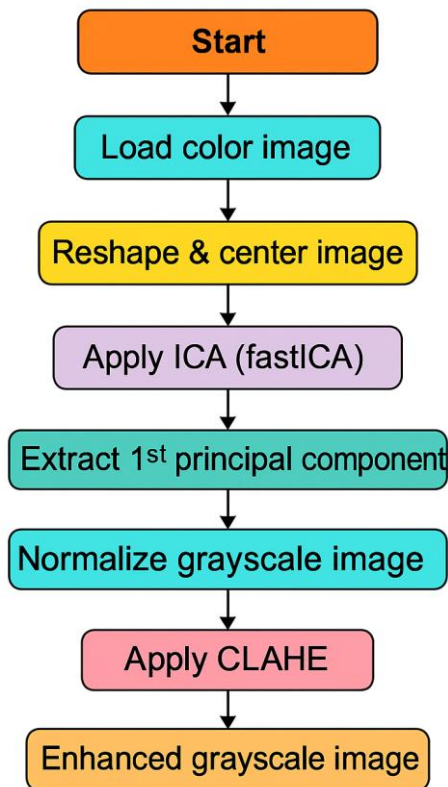 Start
Load color image
Reshape & center image
Apply ICA (fastICA)
Extract 1st principal component
Normalize grayscale image
Apply CLAHE
Enhanced grayscale image